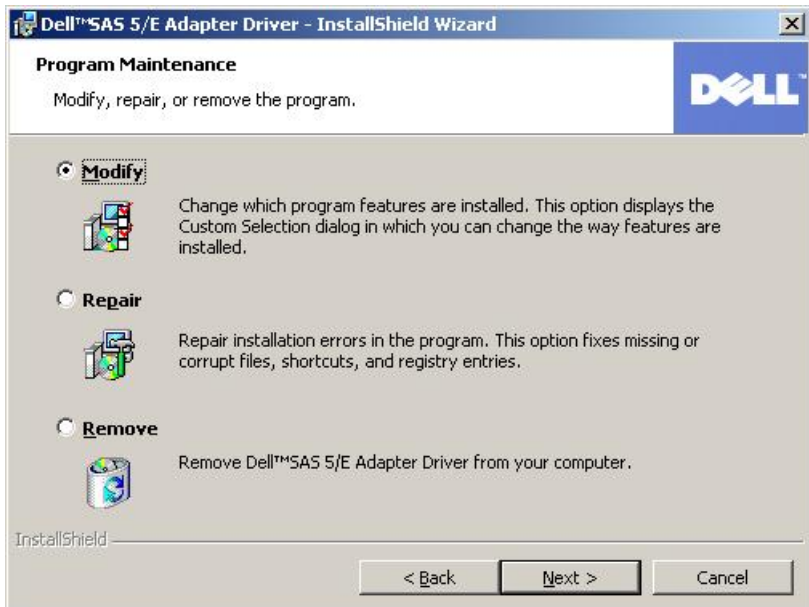 Dell™SAS 5/E Adapter Driver - InstallShield Wizard
Program Maintenance
Modify, repair, or remove the program.
DELL™
Modify
Change which program features are installed. This option displays the
Custom Selection dialog in which you can change the way features are
installed.
Repair
Repair installation errors in the program. This option fixes missing or
corrupt files, shortcuts, and registry entries.
Remove
Remove Dell™SAS 5/E Adapter Driver from your computer.
InstallShield
< Back
Next >
Cancel